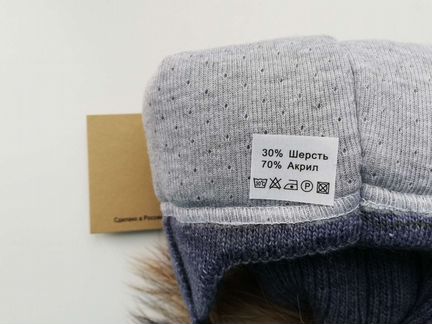 30% Шерсть
70% Акрил
Сделано в России